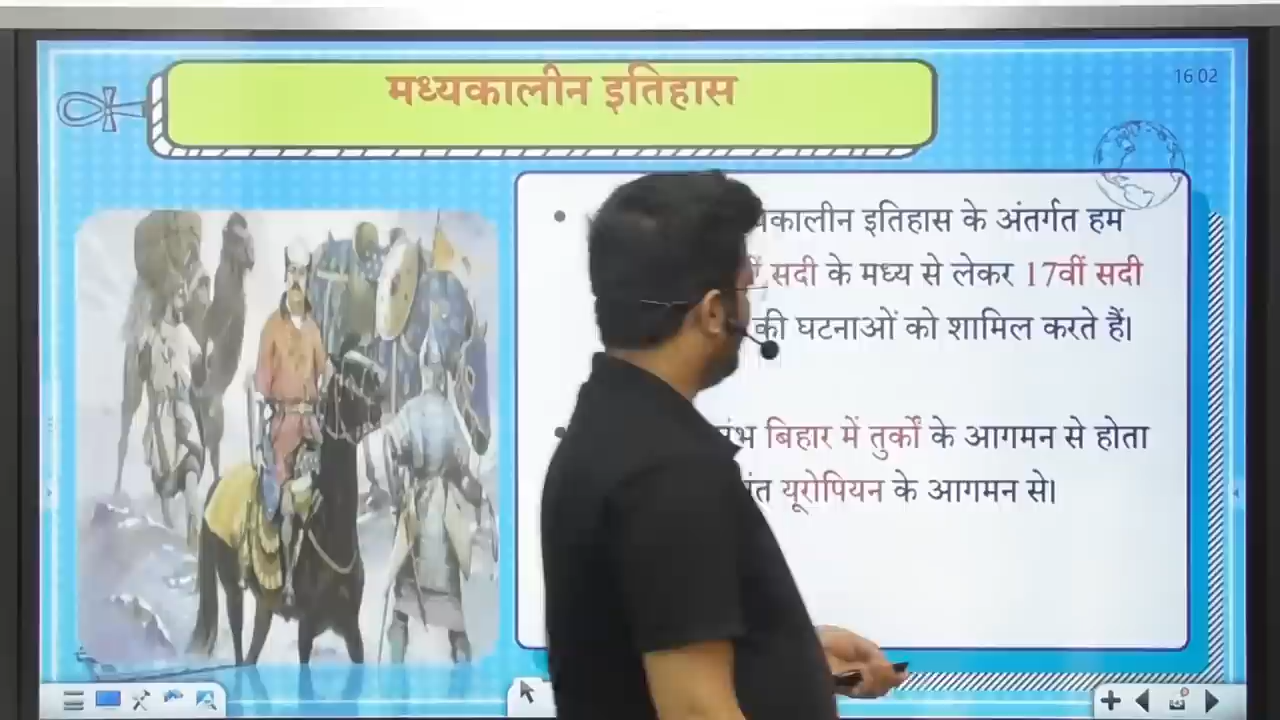 मध्यकालीन इतिहास
16 02
इतिहास के अंतर्गत हम
सदी के मध्य से लेकर 17वीं सदी
की घटनाओं को शामिल करते हैं।
बिहार में तुर्कों के आगमन से होता
यूरोपियन के आगमन से।